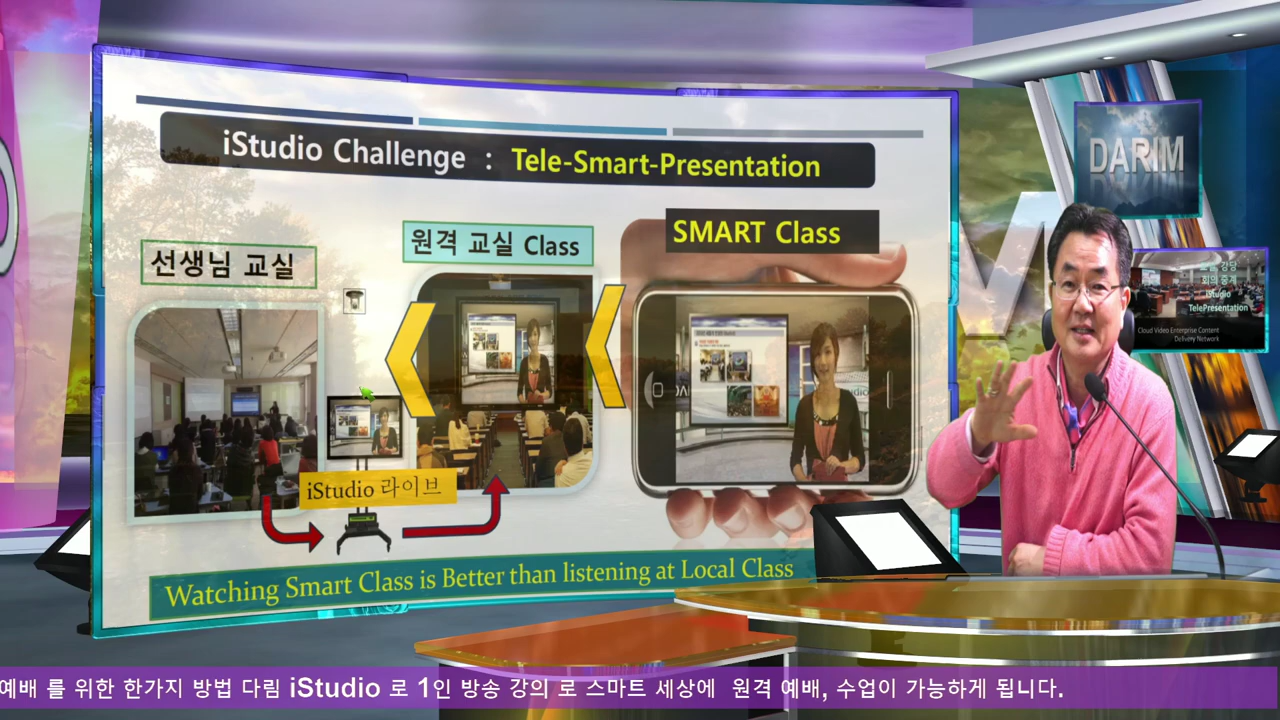 iStudio Challenge : Tele-Smart-Presentation
선생님 교실
원격 교실 Class
SMART Class
iStudio 라이브
Watching Smart Class is Better than listening at Local Class
DARIM
회의 중계
iStudio
TelePresentation
Cloud Video Enterprise Content
Delivery Network
예배 를 위한 한가지 방법 다림 iStudio 로 1인 방송 강의 로 스마트 세상에 원격 예배, 수업이 가능하게 됩니다.